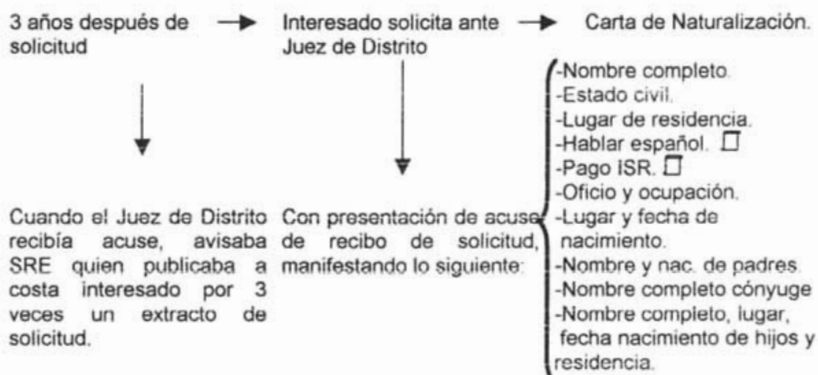 3 años después de solicitud
Interesado solicita ante Juez de Distrito
Carta de Naturalización.
Cuando el Juez de Distrito
recibía acuse, avisaba
SRE quien publicaba a
costa interesado por 3
veces un extracto de
solicitud.
Con presentación de acuse
de recibo de solicitud,
manifestando lo siguiente:
-Nombre completo.
-Estado civil.
-Lugar de residencia.
-Hablar español.
-Pago ISR.
-Oficio y ocupación.
-Lugar y fecha de
nacimiento.
-Nombre y nac. de padres.
-Nombre completo cónyuge
-Nombre completo, lugar,
fecha nacimiento de hijos y
residencia.